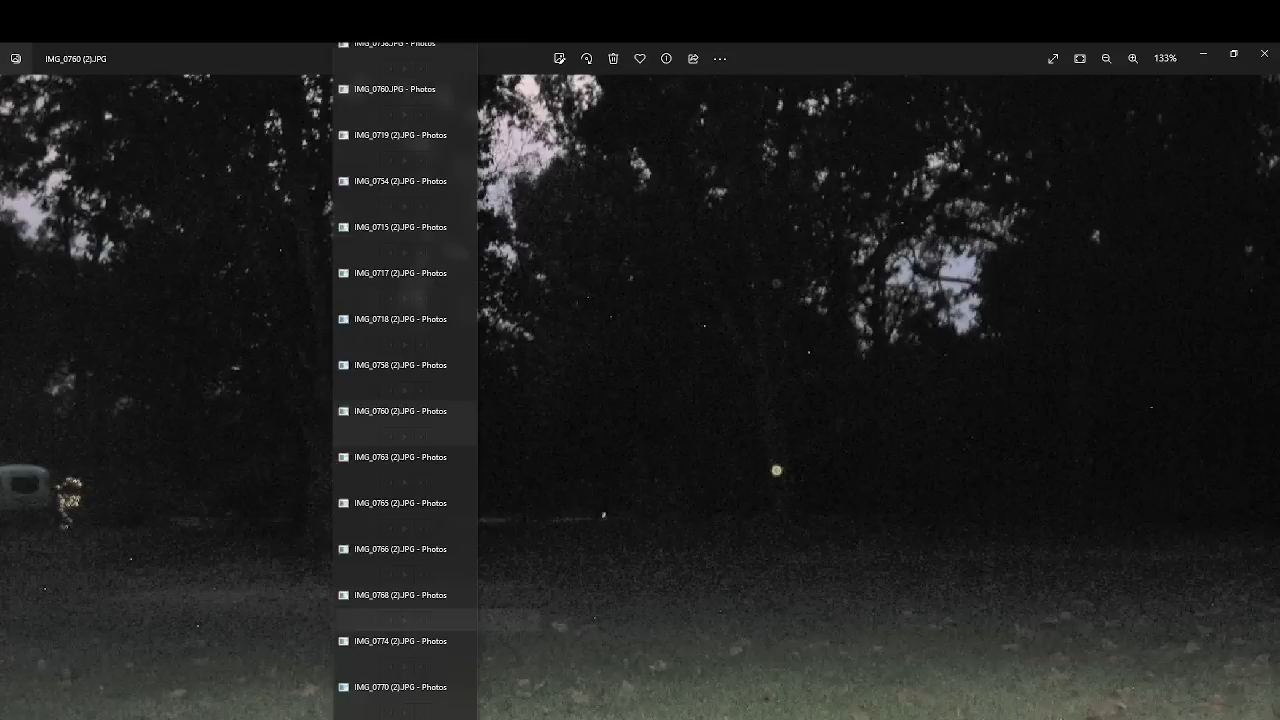 IMG_0760 (2).JPG
133%
IMG_0758.JPG - Photos
IMG_0760.JPG - Photos
IMG_0719 (2).JPG - Photos
IMG_0754 (2).JPG - Photos
IMG_0715 (2).JPG - Photos
IMG_0717 (2).JPG - Photos
IMG_0718 (2).JPG - Photos
IMG_0758 (2).JPG - Photos
IMG_0760 (2).JPG - Photos
IMG_0763 (2).JPG - Photos
IMG_0765 (2).JPG - Photos
IMG_0766 (2).JPG - Photos
IMG_0768 (2).JPG - Photos
IMG_0774 (2).JPG - Photos
IMG_0770 (2).JPG - Photos